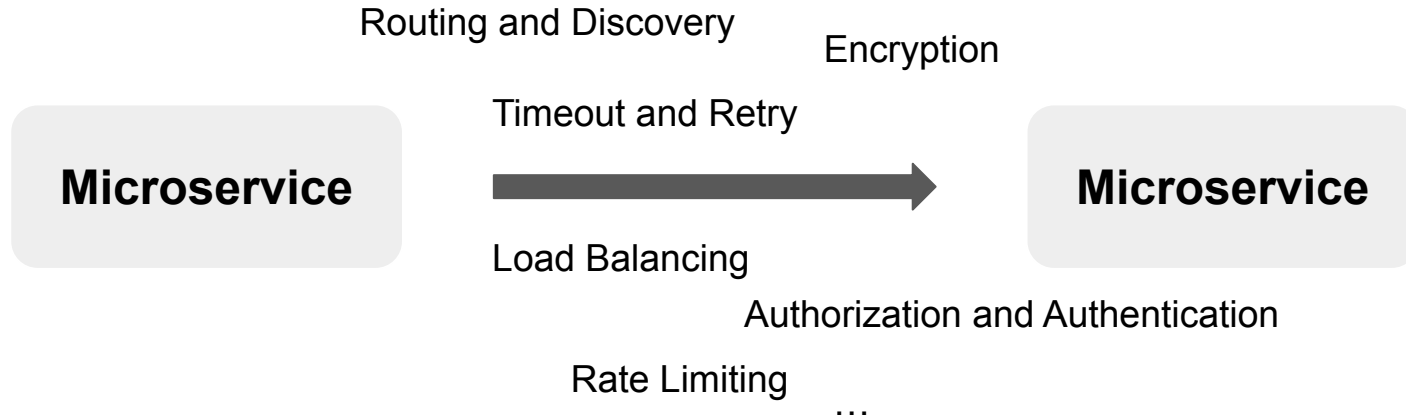 Routing and Discovery
Encryption
Timeout and Retry
Microservice
Microservice
Load Balancing
Authorization and Authentication
Rate Limiting
...